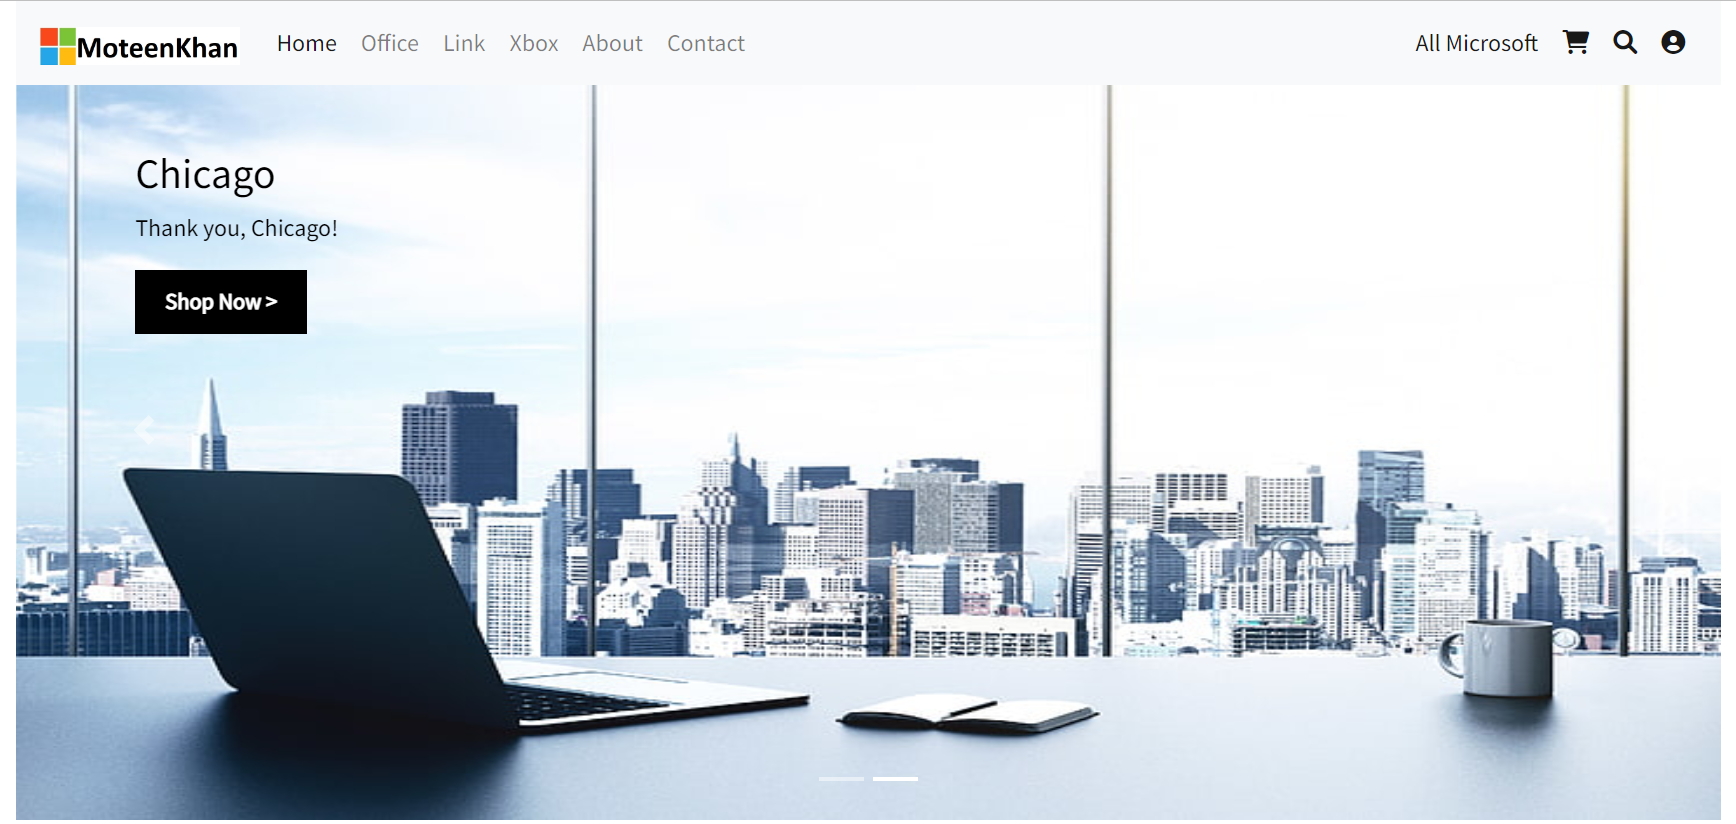 MoteenKhan Home Office Link Xbox About Contact All Microsoft
Chicago
Thank you, Chicago!
Shop Now >